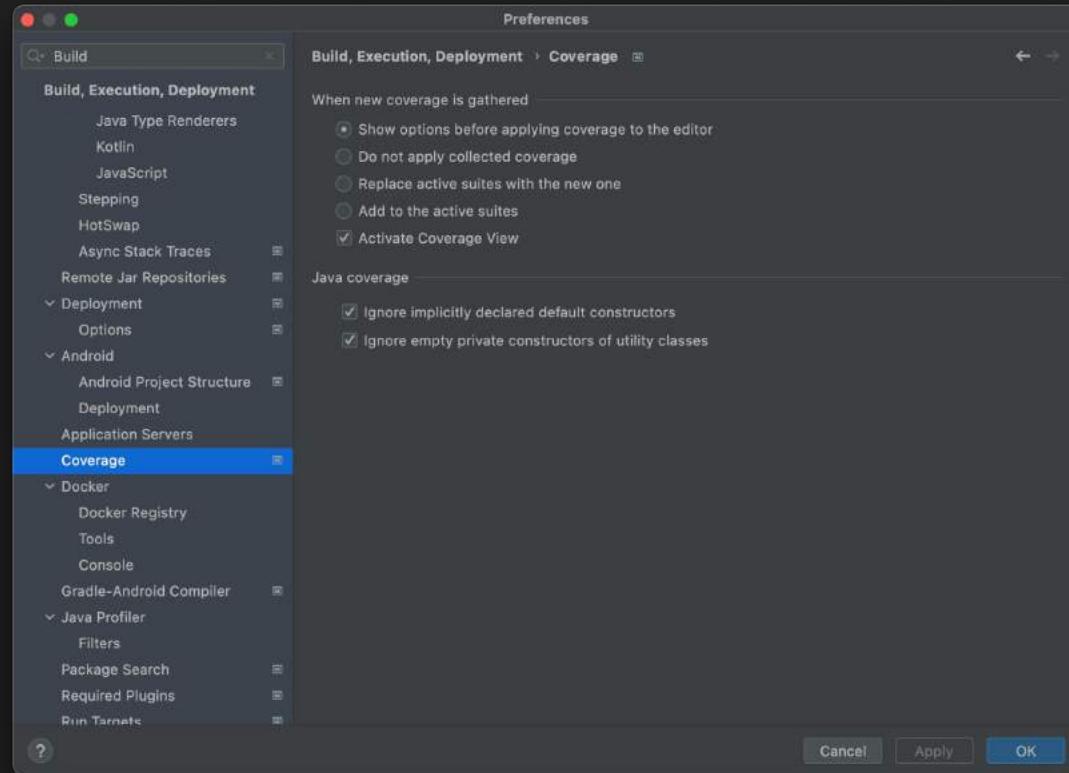 Preferences
Build
Build, Execution, Deployment
Java Type Renderers
Kotlin
JavaScript
Stepping
HotSwap
Async Stack Traces
Remote Jar Repositories
Deployment
Options
Android
Android Project Structure
Deployment
Application Servers
Coverage
Docker
Docker Registry
Tools
Console
Gradle-Android Compiler
Java Profiler
Filters
Package Search
Required Plugins
Run Targets
Build, Execution, Deployment › Coverage
When new coverage is gathered
Show options before applying coverage to the editor
Do not apply collected coverage
Replace active suites with the new one
Add to the active suites
Activate Coverage View
Java coverage
Ignore implicitly declared default constructors
Ignore empty private constructors of utility classes
?
Cancel
Apply
OK